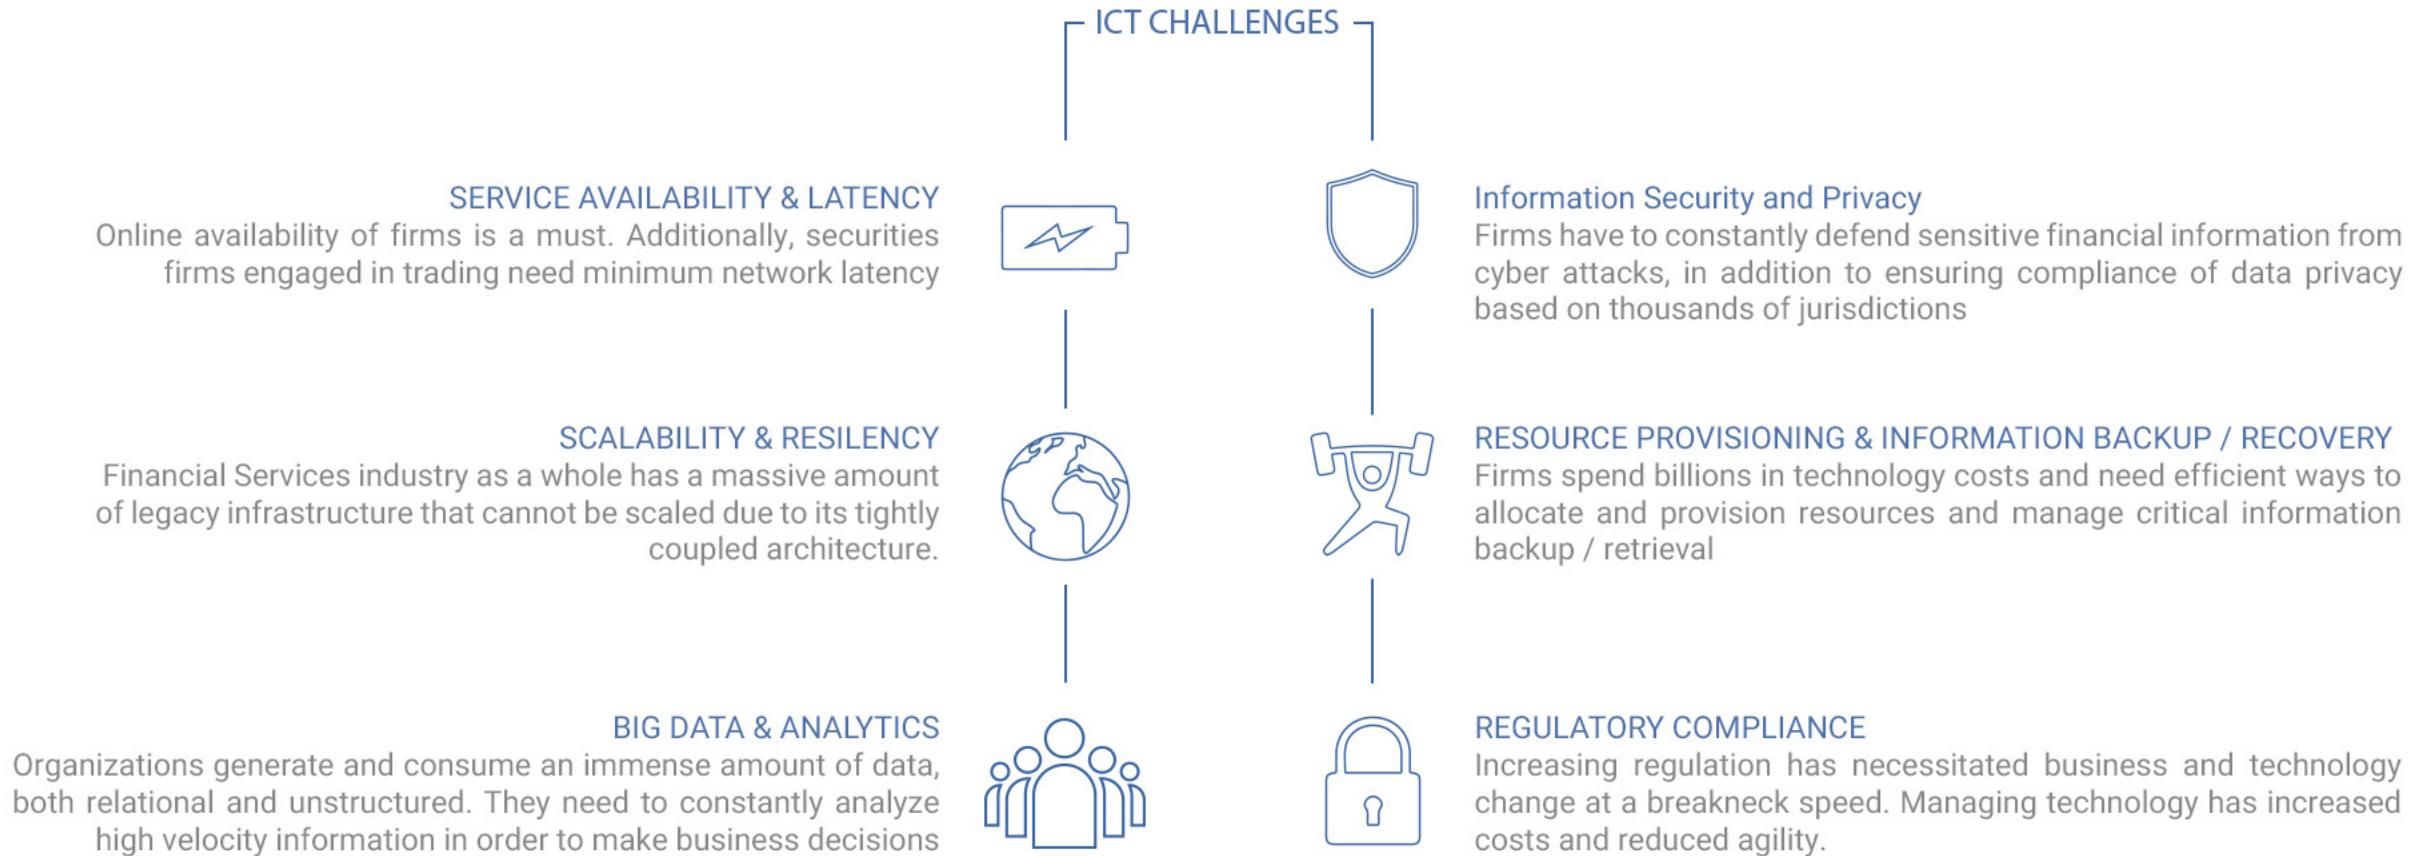 ICT CHALLENGES
SERVICE AVAILABILITY & LATENCY
Online availability of firms is a must. Additionally, securities
firms engaged in trading need minimum network latency
Information Security and Privacy
Firms have to constantly defend sensitive financial information from
cyber attacks, in addition to ensuring compliance of data privacy
based on thousands of jurisdictions
SCALABILITY & RESILENCY
Financial Services industry as a whole has a massive amount
of legacy infrastructure that cannot be scaled due to its tightly
coupled architecture.
RESOURCE PROVISIONING & INFORMATION BACKUP / RECOVERY
Firms spend billions in technology costs and need efficient ways to
allocate and provision resources and manage critical information
backup / retrieval
BIG DATA & ANALYTICS
Organizations generate and consume an immense amount of data,
both relational and unstructured. They need to constantly analyze
high velocity information in order to make business decisions
REGULATORY COMPLIANCE
Increasing regulation has necessitated business and technology
change at a breakneck speed. Managing technology has increased
costs and reduced agility.